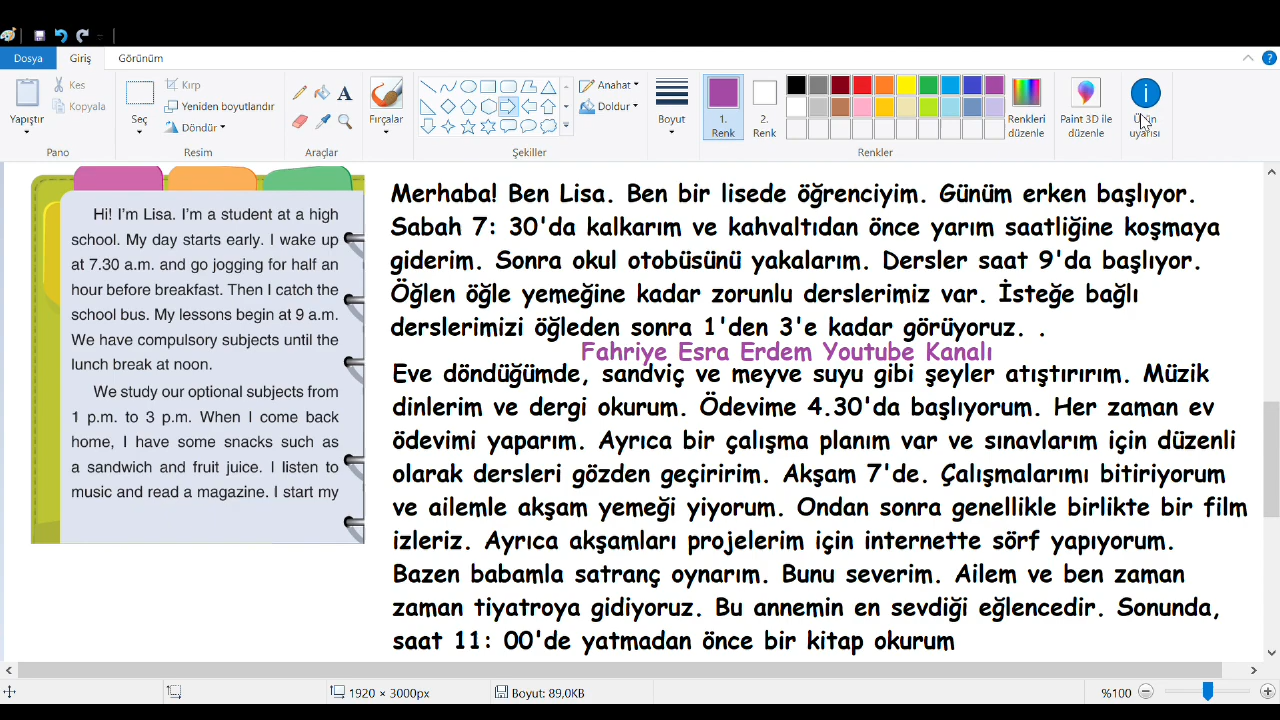 Dosya
Giriş
Görünüm
Yapıştır
Kes
Kopyala
Pano
Seç
Kırp
Yeniden boyutlandır
Döndür
Resim
Araçlar
Fırçalar
Şekiller
Anahat
Doldur
Boyut
1.
Renk
2.
Renk
Renkler
Renkleri
düzenle
Paint 3D ile
düzenle
Ürün
uyarısı
Pano
Hi! I'm Lisa. I'm a student at a high
school. My day starts early. I wake up
at 7.30 a.m. and go jogging for half an
hour before breakfast. Then I catch the
school bus. My lessons begin at 9 a.m.
We have compulsory subjects until the
lunch break at noon.
We study our optional subjects from
1 p.m. to 3 p.m. When I come back
home, I have some snacks such as
a sandwich and fruit juice. I listen to
music and read a magazine. I start my
Merhaba! Ben Lisa. Ben bir lisede öğrenciyim. Günüm erken başlıyor.
Sabah 7: 30'da kalkarım ve kahvaltıdan önce yarım saatliğine koşmaya
giderim. Sonra okul otobüsünü yakalarım. Dersler saat 9'da başlıyor.
Öğlen öğle yemeğine kadar zorunlu derslerimiz var. İsteğe bağlı
derslerimizi öğleden sonra 1'den 3'e kadar görüyoruz. .
Fahriye Esra Erdem Youtube Kanalı
Eve döndüğümde, sandviç ve meyve suyu gibi şeyler atıştırırım. Müzik
dinlerim ve dergi okurum. Ödevime 4.30'da başlıyorum. Her zaman ev
ödevimi yaparım. Ayrıca bir çalışma planım var ve sınavlarım için düzenli
olarak dersleri gözden geçiririm. Akşam 7'de. Çalışmalarımı bitiriyorum
ve ailemle akşam yemeği yiyorum. Ondan sonra genellikle birlikte bir film
izleriz. Ayrıca akşamları projelerim için internette sörf yapıyorum.
Bazen babamla satranç oynarım. Bunu severim. Ailem ve ben zaman
zaman tiyatroya gidiyoruz. Bu annemin en sevdiği eğlencedir. Sonunda,
saat 11: 00'de yatmadan önce bir kitap okurum
1920 × 3000px
Boyut: 89,0KB
%100